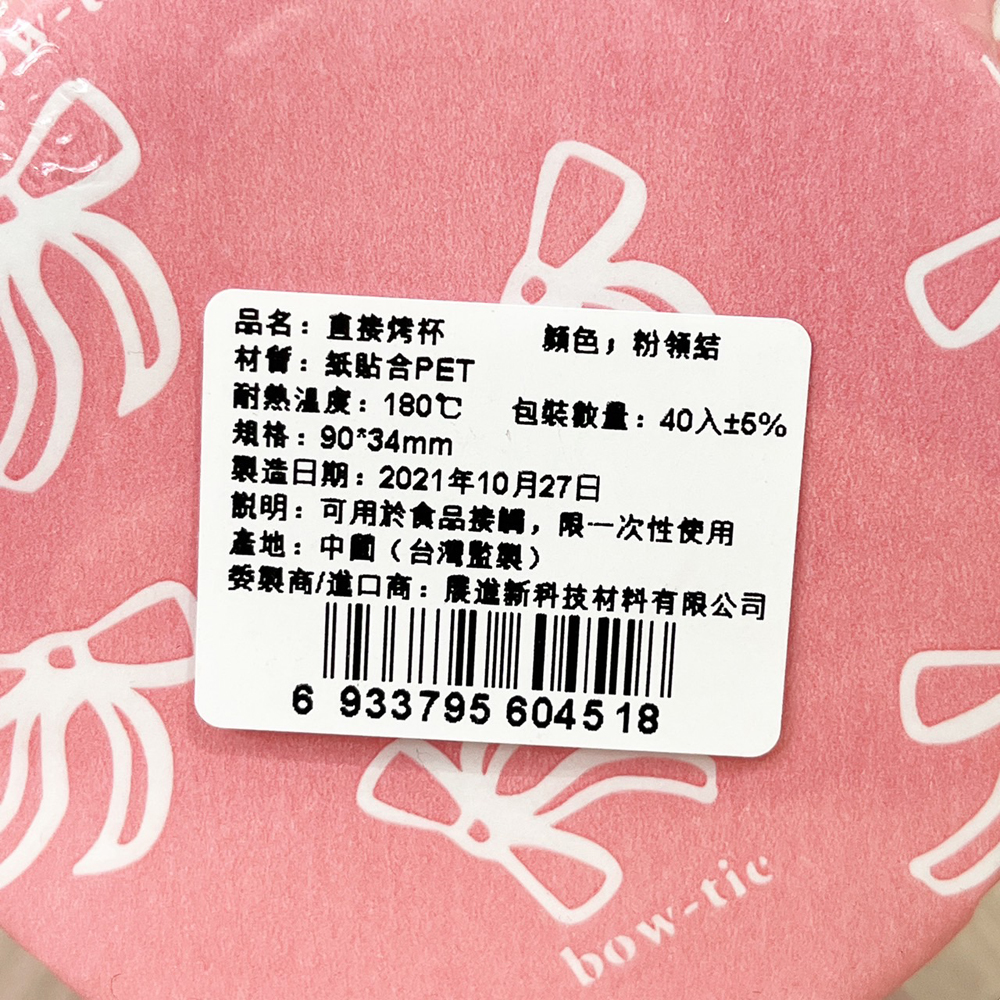 品名：直接烤杯 顏色；粉領結
材質：紙貼合PET
耐熱溫度：180℃ 包裝數量：40入±5%
規格：90*34mm
製造日期：2021年10月27日
說明：可用於食品接觸，限一次性使用
產地：中國（台灣監製）
委製商/進口商：展進新科技材料有限公司
6 933795 604518
bow-tic